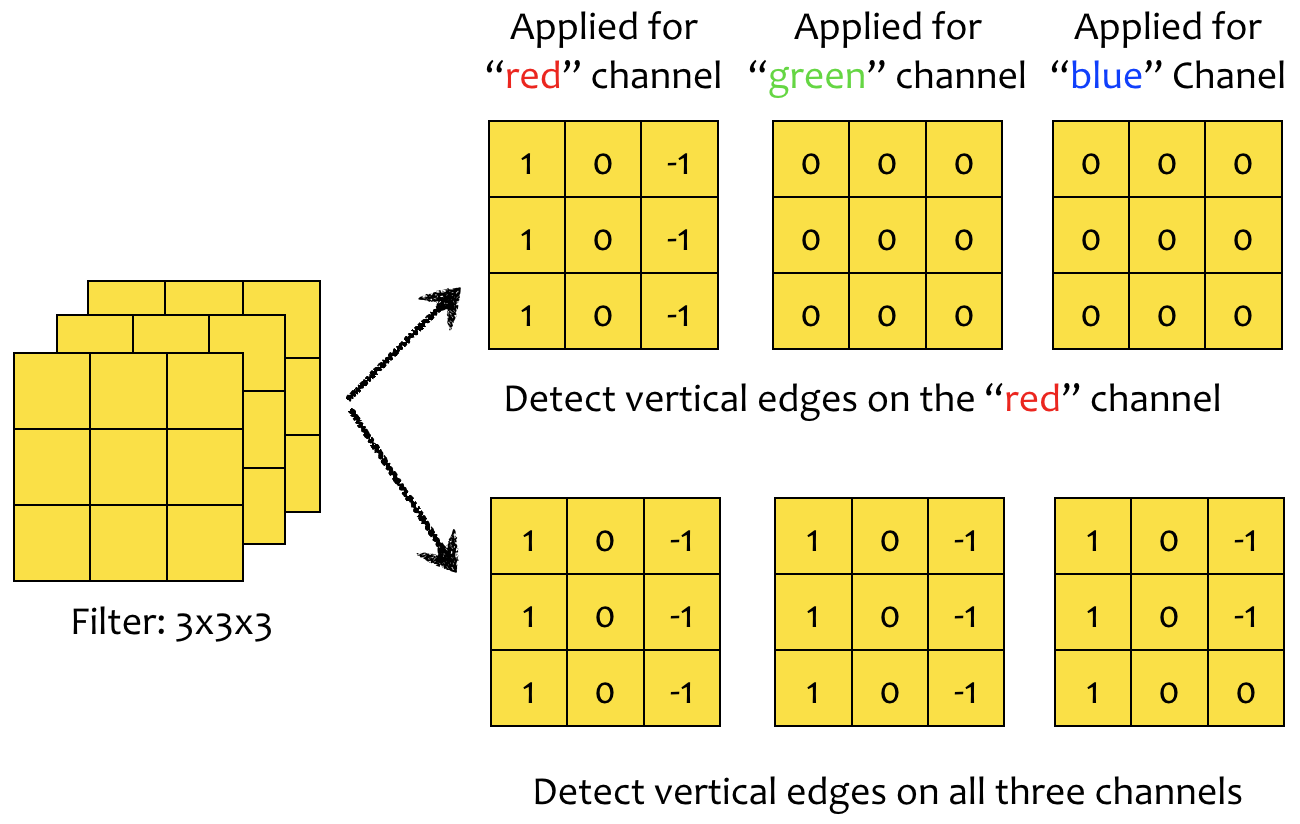 Applied for
“red” channel
Applied for
“green” channel
Applied for
“blue” Chanel
1 0 -1
1 0 -1
1 0 -1
0 0 0
0 0 0
0 0 0
0 0 0
0 0 0
0 0 0
Detect vertical edges on the “red” channel
Filter: 3x3x3
1 0 -1
1 0 -1
1 0 -1
1 0 -1
1 0 -1
1 0 -1
1 0 -1
1 0 -1
1 0 0
Detect vertical edges on all three channels